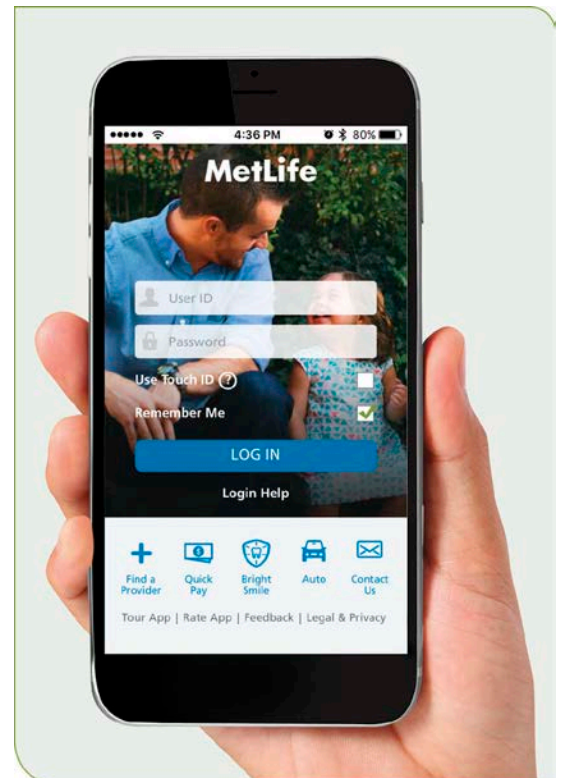 4:36 PM 80%
MetLife
User ID
Password
Use Touch ID ?
Remember Me
LOG IN
Login Help
Find a Provider
Quick Pay
Bright Smile
Auto
Contact Us
Tour App | Rate App | Feedback | Legal & Privacy